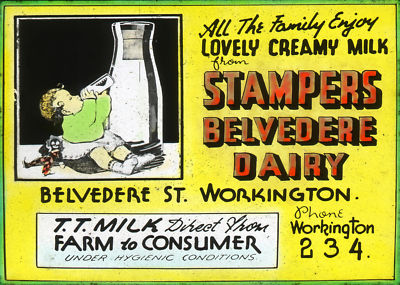 All The Family Enjoy
LOVELY CREAMY MILK
from
STAMPERS
BELVEDERE
DAIRY
BELVEDERE ST. WORKINGTON.
T.T. MILK Direct From
FARM to CONSUMER
UNDER HYGIENIC CONDITIONS
Phone
Workington
234.